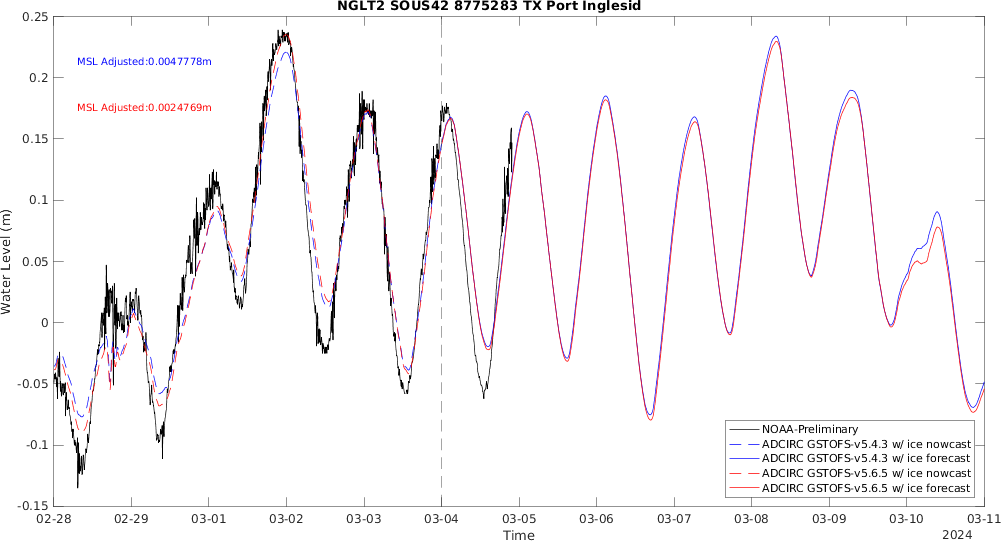 NGLT2 SOUS42 8775283 TX Port Inglesid
0.25
0.2
0.15
0.1
0.05
0
-0.05
-0.1
-0.15
Water Level (m)
MSL Adjusted:0.0047778m
MSL Adjusted:0.0024769m
NOAA-Preliminary
ADCIRC GSTOFS-v5.4.3 w/ ice nowcast
ADCIRC GSTOFS-v5.4.3 w/ ice forecast
ADCIRC GSTOFS-v5.6.5 w/ ice nowcast
ADCIRC GSTOFS-v5.6.5 w/ ice forecast
02-28 02-29 03-01 03-02 03-03 03-04 03-05 03-06 03-07 03-08 03-09 03-10 03-11
Time
2024